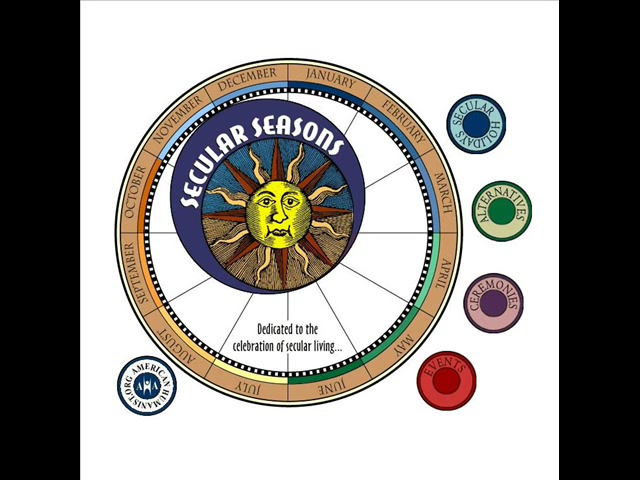 SECULAR SEASONS
JANUARY
FEBRUARY
MARCH
APRIL
MAY
JUNE
JULY
AUGUST
SEPTEMBER
OCTOBER
NOVEMBER
DECEMBER
Dedicated to the
celebration of secular living...
SECULAR HOLIDAYS
ALTERNATIVES
CEREMONIES
EVENTS
AMERICANHUMANIST.ORG
AHA